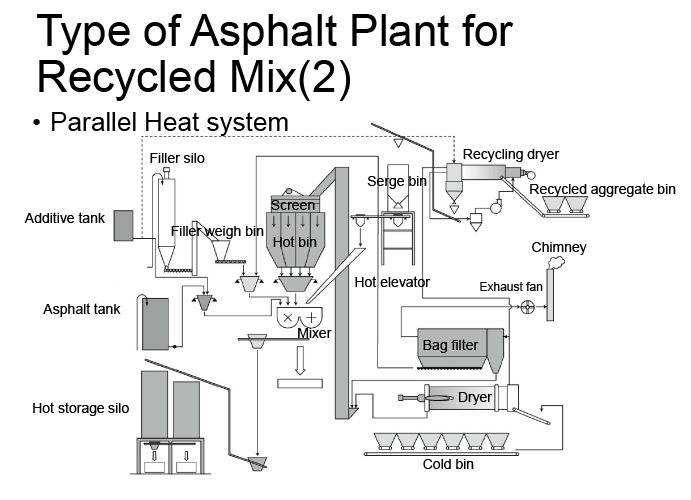 Type of Asphalt Plant for
Recycled Mix(2)
• Parallel Heat system
Filler silo
Recycling dryer
Serge bin
Recycled aggregate bin
Screen
Additive tank
Filler weigh bin
Hot bin
Chimney
Hot elevator
Exhaust fan
Asphalt tank
Mixer
Bag filter
Dryer
Hot storage silo
Cold bin